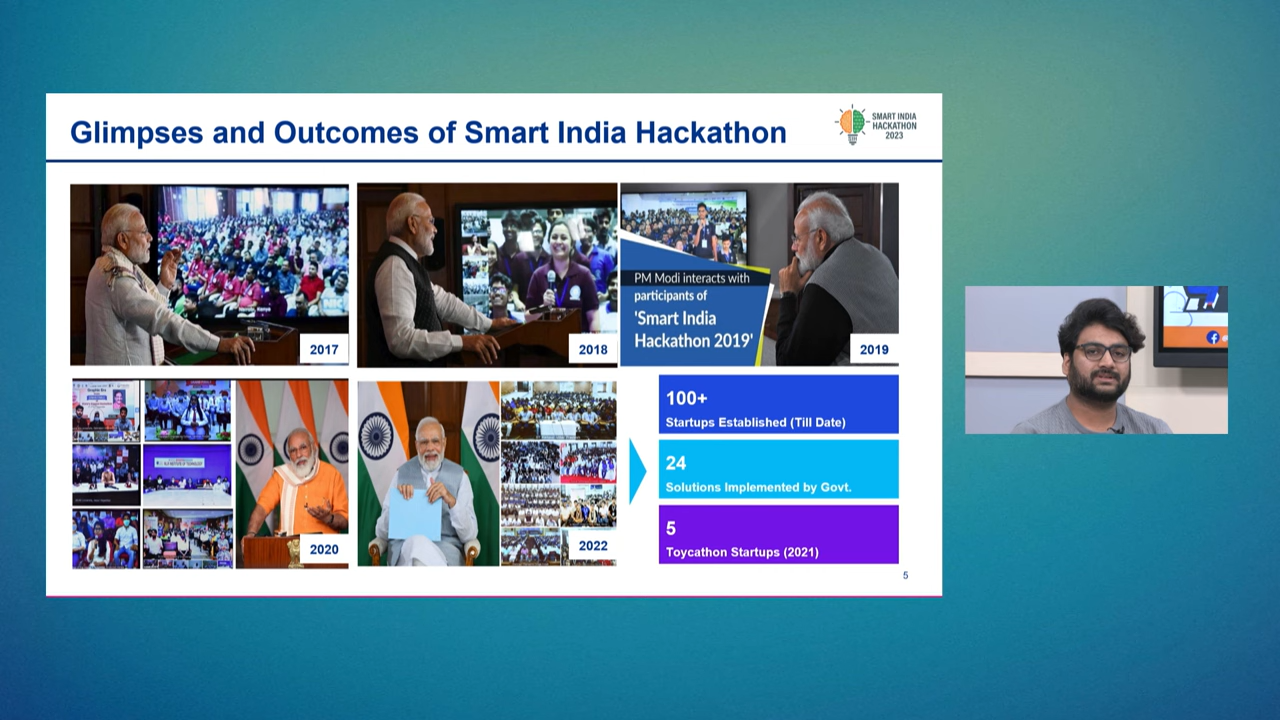 Glimpses and Outcomes of Smart India Hackathon
SMART INDIA
HACKATHON
2023
2017
2018
PM Modi interacts with
participants of
'Smart India
Hackathon 2019'
2019
2020
2022
100+
Startups Established (Till Date)
24
Solutions Implemented by Govt.
5
Toycathon Startups (2021)
5